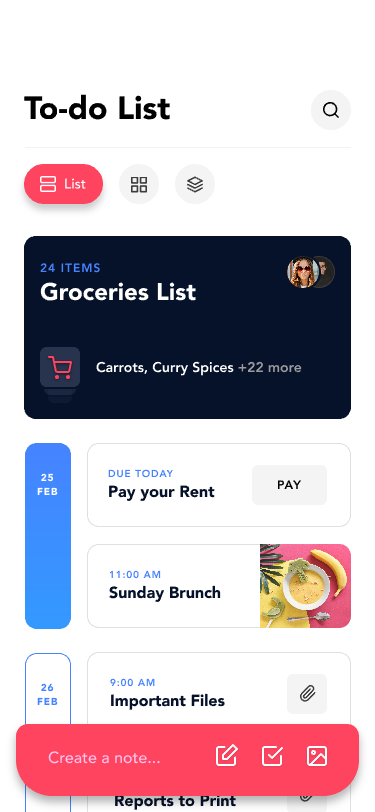 To-do List
List
24 ITEMS
Groceries List
Carrots, Curry Spices +22 more
25
FEB
DUE TODAY
Pay your Rent
PAY
11:00 AM
Sunday Brunch
26
FEB
9:00 AM
Important Files
Create a note...
Reports to Print